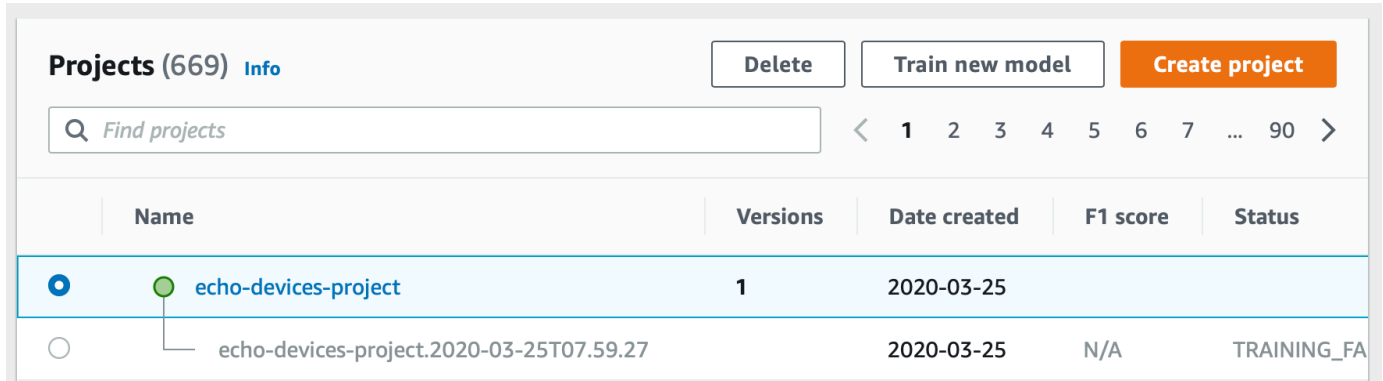 Projects (669) Info Delete Train new model Create project
Find projects 1 2 3 4 5 6 7 ... 90
Name Versions Date created F1 score Status
echo-devices-project 1 2020-03-25
echo-devices-project.2020-03-25T07.59.27 2020-03-25 N/A TRAINING_FA